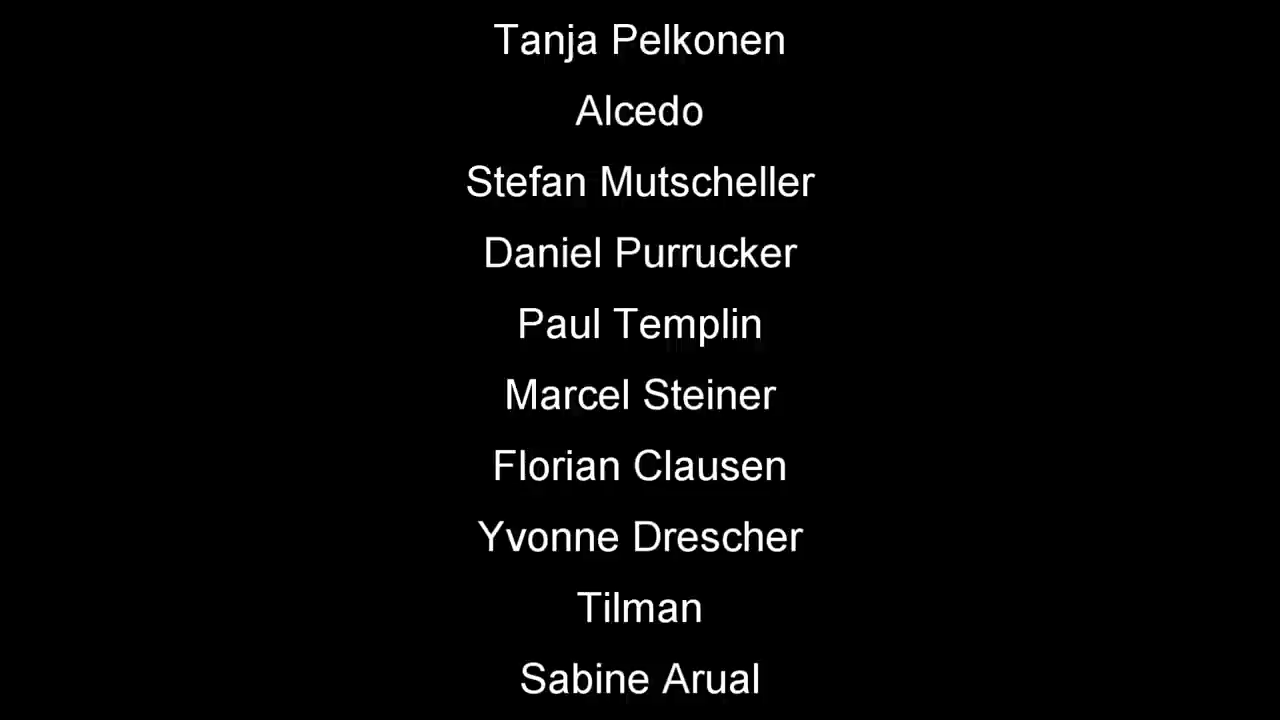 Tanja Pelkonen
Alcedo
Stefan Mutscheller
Daniel Purrucker
Paul Templin
Marcel Steiner
Florian Clausen
Yvonne Drescher
Tilman
Sabine Arual